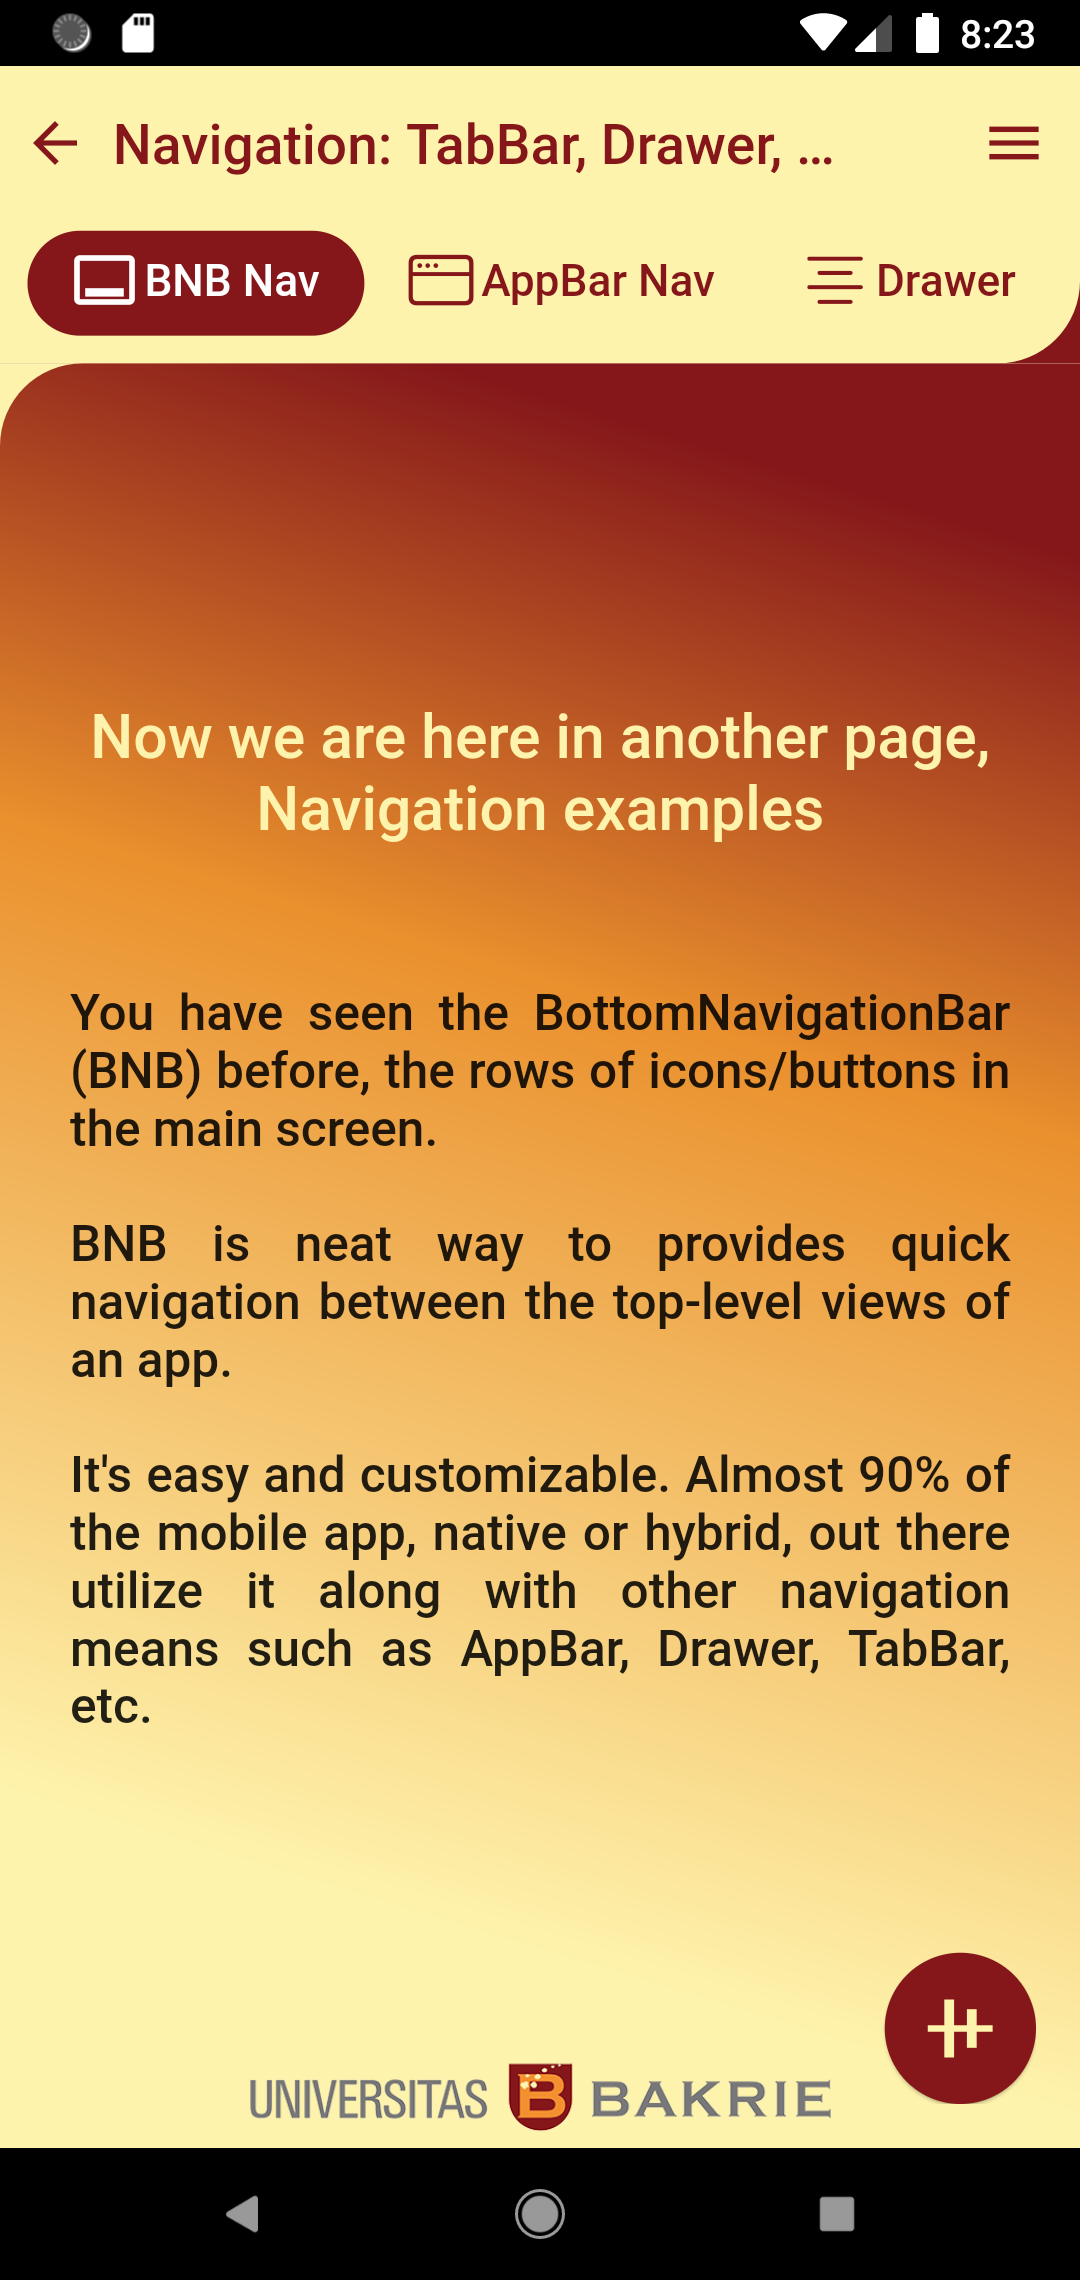 8:23
Navigation: TabBar, Drawer, ...
BNB Nav
AppBar Nav
Drawer
Now we are here in another page,
Navigation examples
You have seen the BottomNavigationBar
(BNB) before, the rows of icons/buttons in
the main screen.
BNB is neat way to provides quick
navigation between the top-level views of
an app.
It's easy and customizable. Almost 90% of
the mobile app, native or hybrid, out there
utilize it along with other navigation
means such as AppBar, Drawer, TabBar,
etc.
UNIVERSITAS B BAKRIE